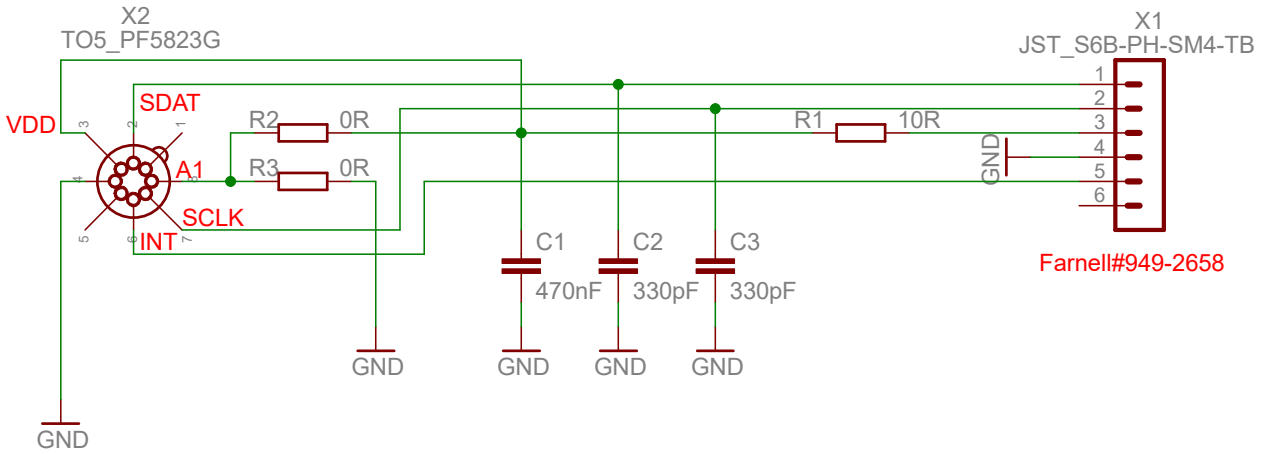 X2
TO5_PF5823G
X1
JST_S6B-PH-SM4-TB
SDAT
VDD
3
2
1
R2
0R
R1
10R
1
2
3
4
5
6
GND
A1
R3
0R
4
8
SCLK
INT
5
6
7
C1
470nF
C2
330pF
C3
330pF
Farnell#949-2658
GND
GND
GND
GND
GND